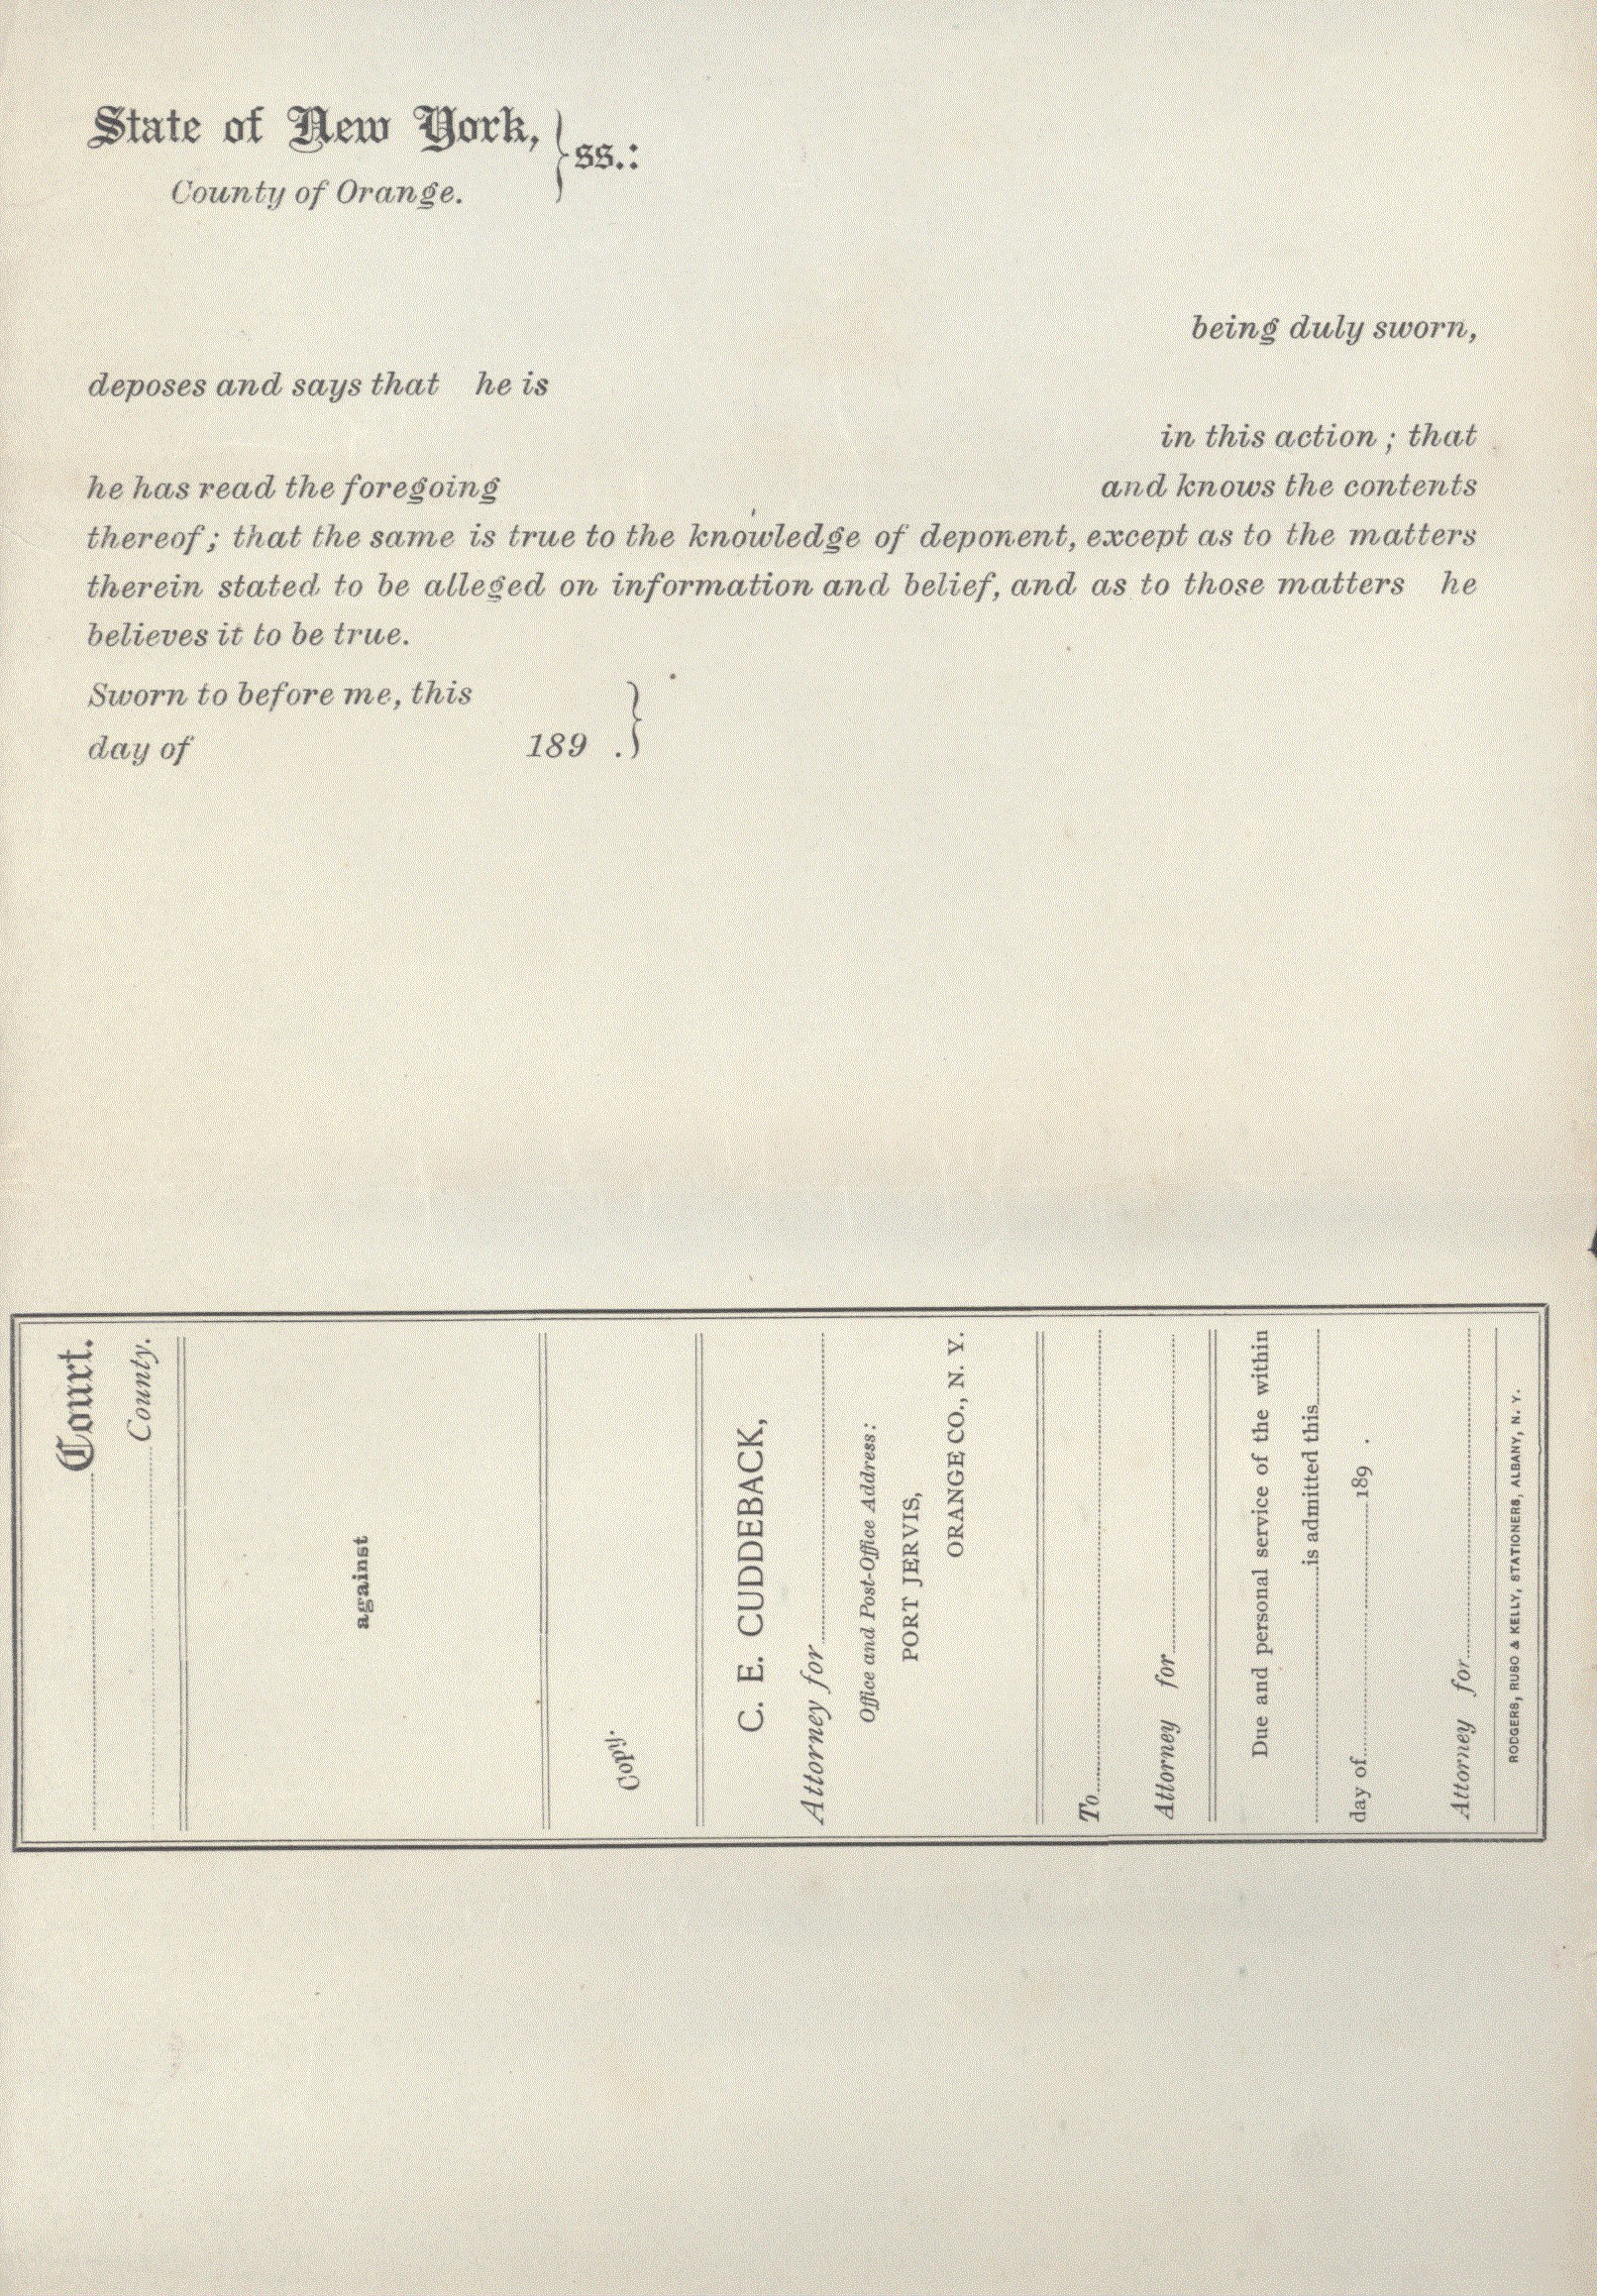 State of New York,
County of Orange.
ss.:
being duly sworn,
deposes and says that he is
in this action ; that
he has read the foregoing and knows the contents
thereof ; that the same is true to the knowledge of deponent, except as to the matters
therein stated to be alleged on information and belief, and as to those matters he
believes it to be true.
Sworn to before me, this
day of 189 .
Court.
County.
against
Copy.
C. E. CUDDEBACK,
Attorney for
Office and Post-Office Address :
PORT JERVIS,
ORANGE CO., N. Y.
To
Attorney for
Due and personal service of the within
is admitted this
day of 189 .
Attorney for
RODGERS, RUSO & KELLY, STATIONERS, ALBANY, N. Y.